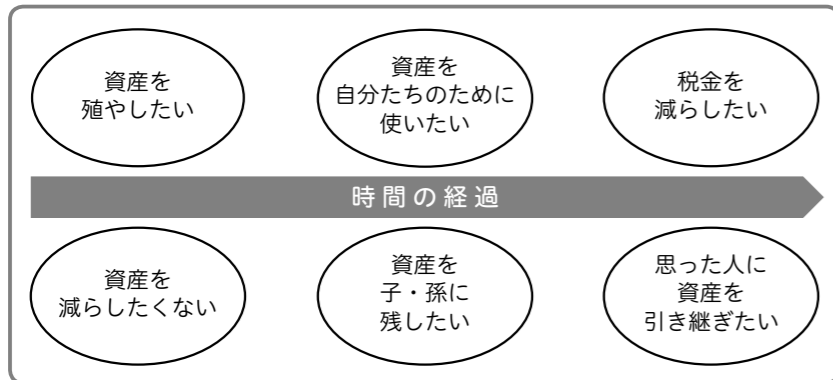 資産を
殖やしたい
資産を
自分たちのために
使いたい
税金を
減らしたい
時間の経過
資産を
減らしたくない
資産を
子・孫に
残したい
思った人に
資産を
引き継ぎたい